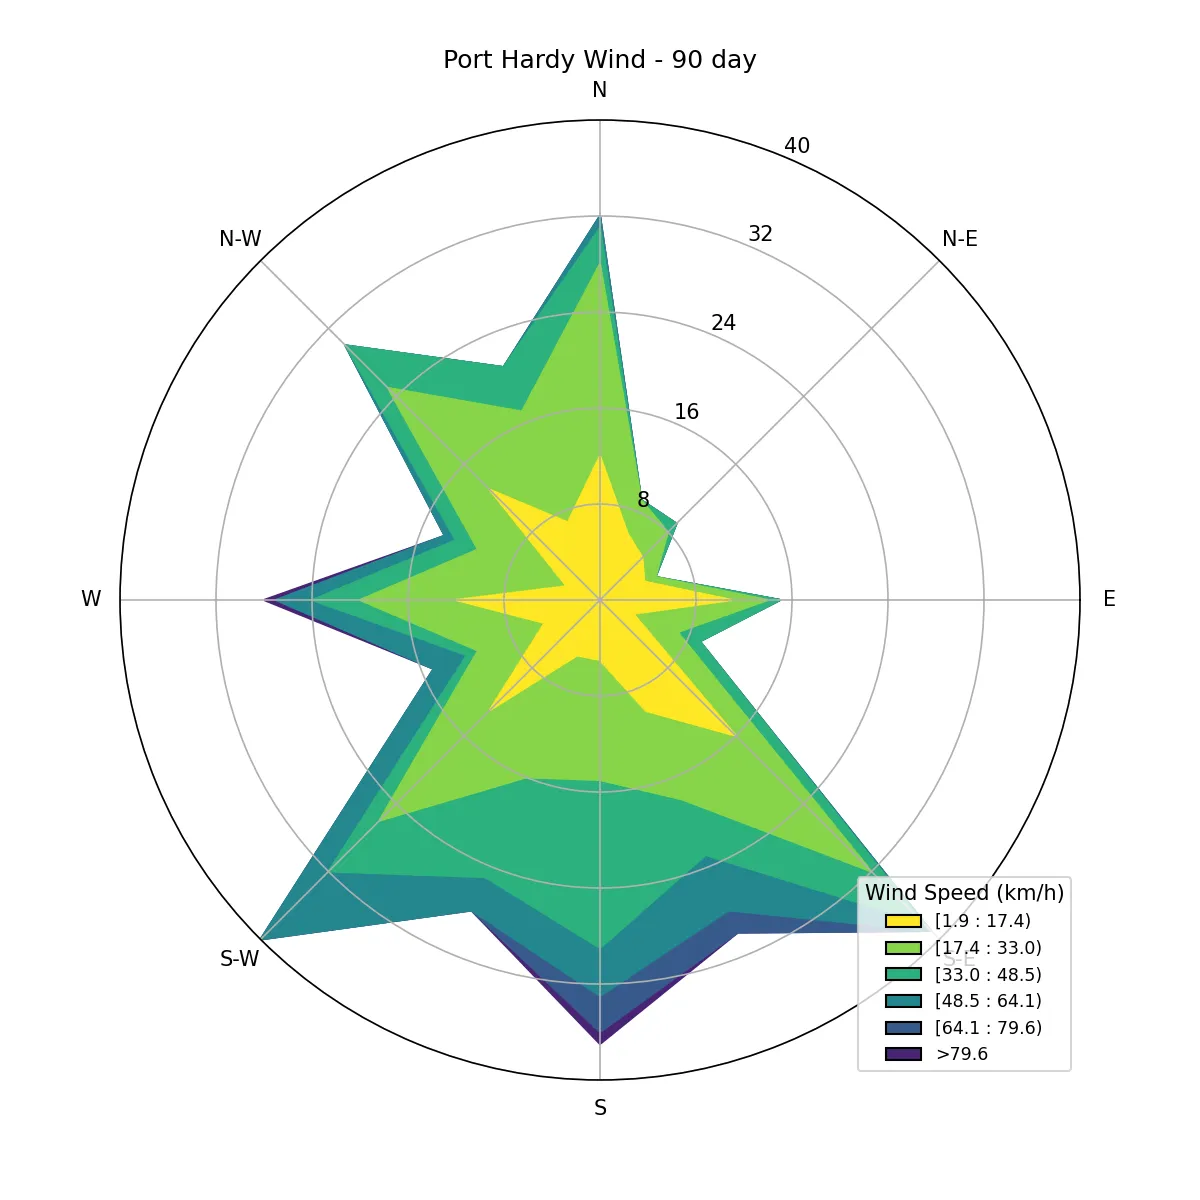 Port Hardy Wind - 90 day
N
40
N-W
32
N-E
24
16
8
W
E
Wind Speed (km/h)
[1.9 : 17.4)
[17.4 : 33.0)
[33.0 : 48.5)
[48.5 : 64.1)
[64.1 : 79.6)
>79.6
S-W
S-E
S